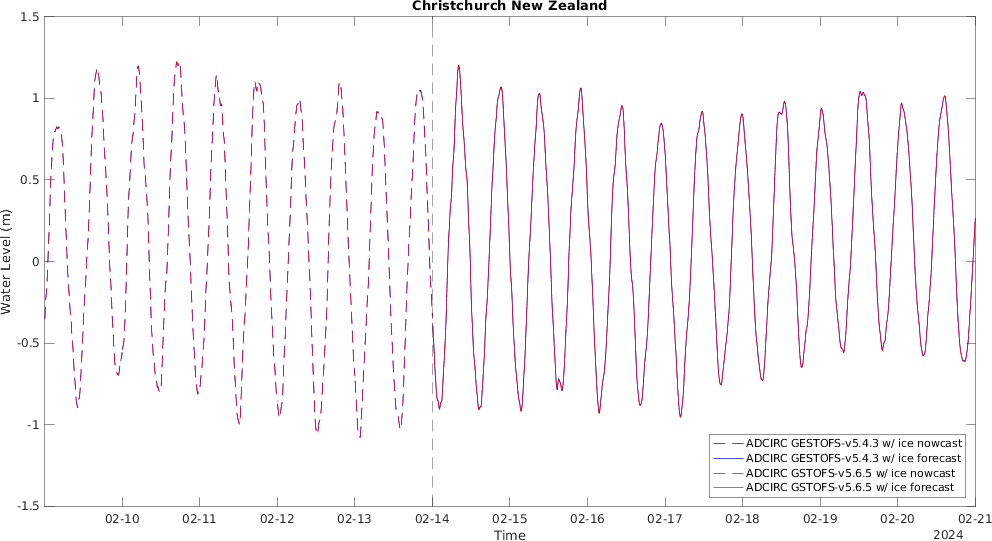 Christchurch New Zealand
1.5
1
0.5
0
-0.5
-1
-1.5
Water Level (m)
ADCIRC GESTOFS-v5.4.3 w/ ice nowcast
ADCIRC GESTOFS-v5.4.3 w/ ice forecast
ADCIRC GSTOFS-v5.6.5 w/ ice nowcast
ADCIRC GSTOFS-v5.6.5 w/ ice forecast
02-10 02-11 02-12 02-13 02-14 02-15 02-16 02-17 02-18 02-19 02-20 02-21
Time
2024